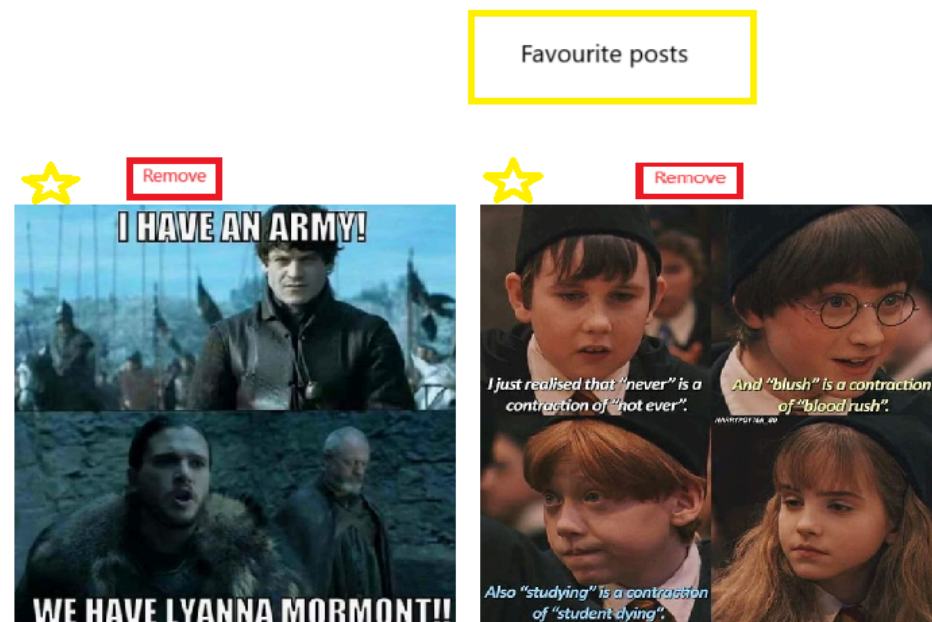 Favourite posts
Remove
Remove
I HAVE AN ARMY!
WE HAVE LYANNA MORMONT!!
I just realised that "never" is a
contraction of "not ever".
And "blush" is a contraction
of "blood rush".
Also "studying" is a contraction
of "student dying".